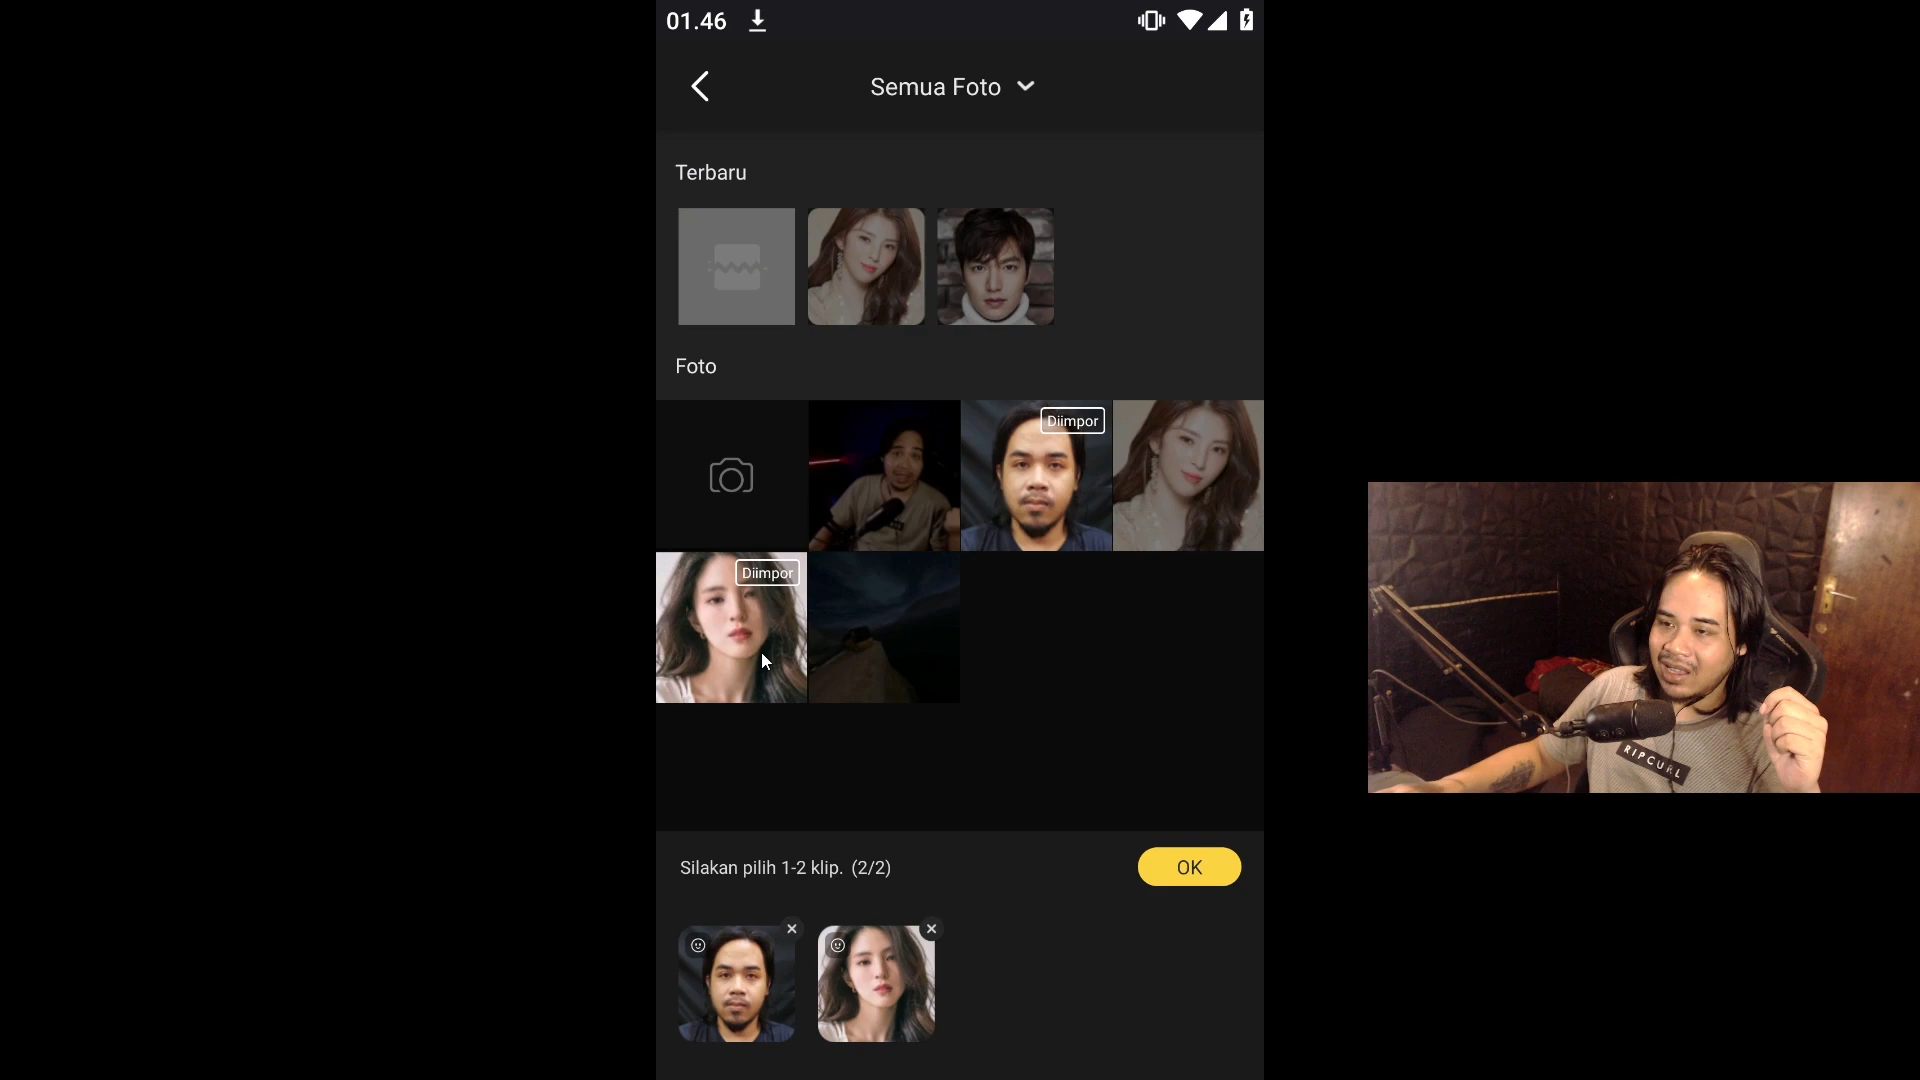 01.46
Semua Foto
Terbaru
Foto
Diimpor
Diimpor
RIPCURL
Silakan pilih 1-2 klip. (2/2)
OK